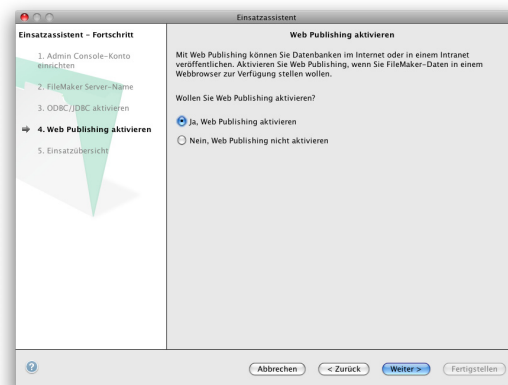 Einsatzassistent
Einsatzassistent – Fortschritt
1. Admin Console-Konto
einrichten
2. FileMaker Server-Name
3. ODBC/JDBC aktivieren
4. Web Publishing aktivieren
5. Einsatzübersicht
Web Publishing aktivieren
Mit Web Publishing können Sie Datenbanken im Internet oder in einem Intranet
veröffentlichen. Aktivieren Sie Web Publishing, wenn Sie FileMaker-Daten in einem
Webbrowser zur Verfügung stellen wollen.
Wollen Sie Web Publishing aktivieren?
Ja, Web Publishing aktivieren
Nein, Web Publishing nicht aktivieren
?
Abbrechen
< Zurück
Weiter >
Fertigstellen